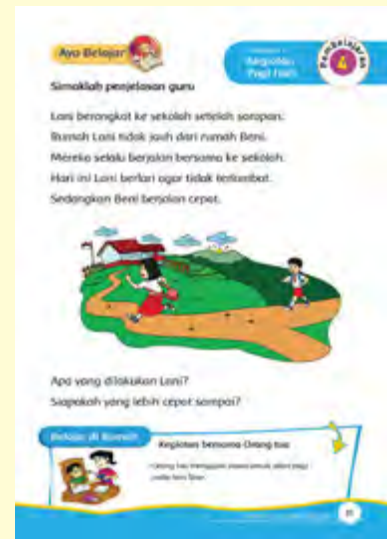 Ayo Belajar
Kegiatan
Pagi Hari
Pembelajaran
4
Simaklah penjelasan guru
Lani berangkat ke sekolah setelah sarapan.
Rumah Lani tidak jauh dari rumah Beni.
Mereka selalu berjalan bersama ke sekolah.
Hari ini Lani berlari agar tidak terlambat.
Sedangkan Beni berjalan cepat.
Apa yang dilakukan Lani?
Siapakah yang lebih cepat sampai?
Belajar di Rumah
Kegiatan bersama Orang tua